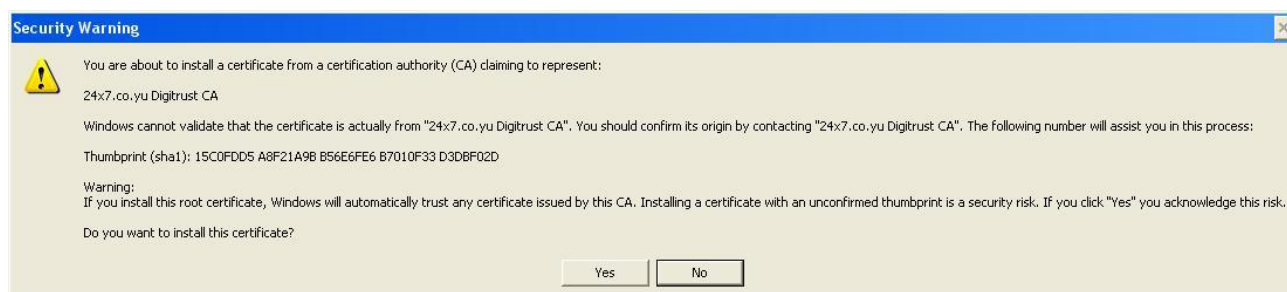 Security Warning
You are about to install a certificate from a certification authority (CA) claiming to represent:
24x7.co.yu Digitrust CA
Windows cannot validate that the certificate is actually from "24x7.co.yu Digitrust CA". You should confirm its origin by contacting "24x7.co.yu Digitrust CA". The following number will assist you in this process:
Thumbprint (sha1): 15C0FDD5 A8F21A9B B56E6FE6 B7010F33 D3DBF02D
Warning:
If you install this root certificate, Windows will automatically trust any certificate issued by this CA. Installing a certificate with an unconfirmed thumbprint is a security risk. If you click "Yes" you acknowledge this risk.
Do you want to install this certificate?
Yes No